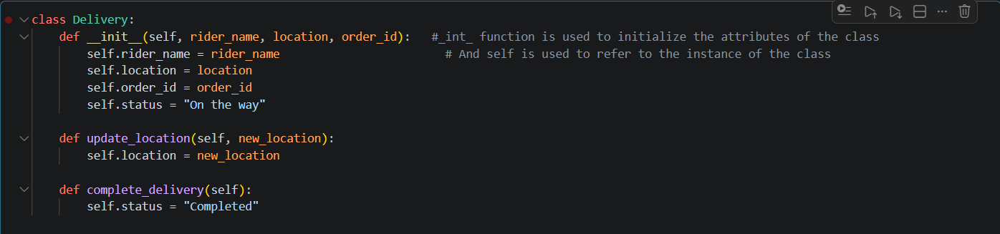 class Delivery:
    def __init__(self, rider_name, location, order_id):   #_int_ function is used to initialize the attributes of the class
        self.rider_name = rider_name                        # And self is used to refer to the instance of the class
        self.location = location
        self.order_id = order_id
        self.status = "On the way"

    def update_location(self, new_location):
        self.location = new_location

    def complete_delivery(self):
        self.status = "Completed"